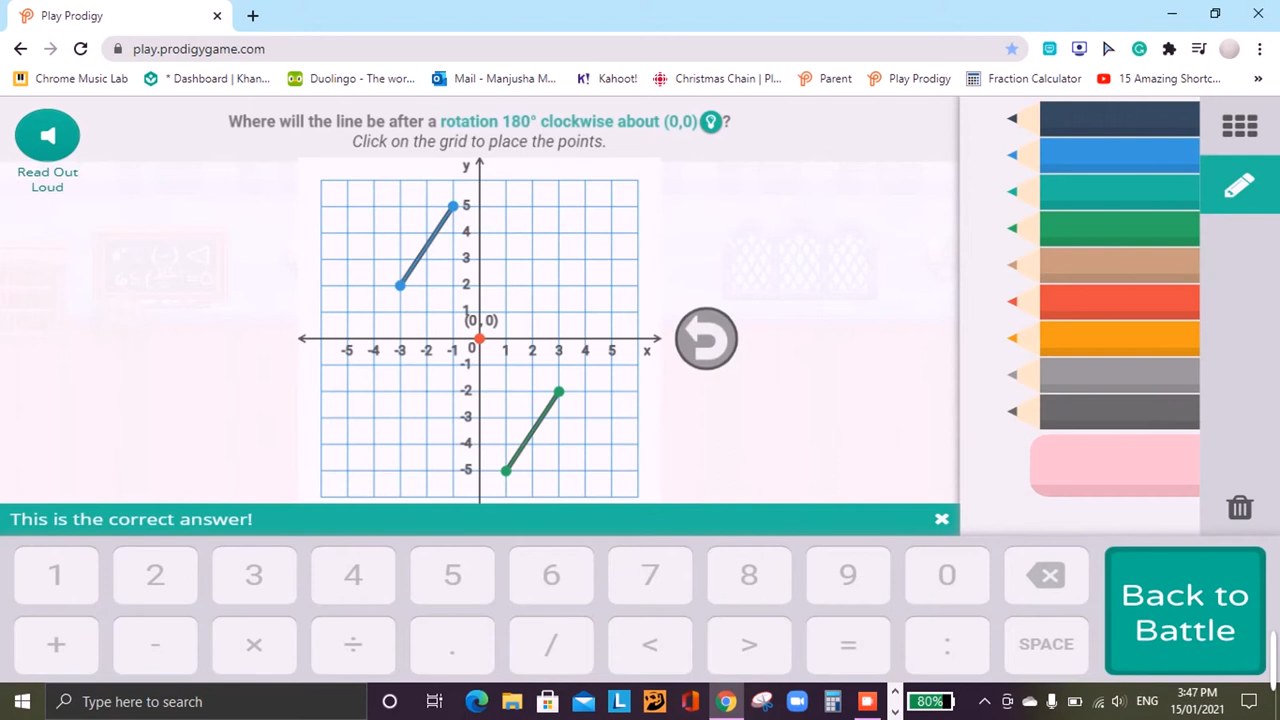 Play Prodigy
play.prodigygame.com
Chrome Music Lab
* Dashboard | Khan...
Duolingo - The wor...
Mail - Manjusha M...
Kahoot!
Christmas Chain | Pl...
Parent
Play Prodigy
Fraction Calculator
15 Amazing Shortc...
»
Read Out
Loud
Where will the line be after a rotation 180° clockwise about (0,0) ?
Click on the grid to place the points.
y
5
4
3
2
1
(0, 0)
0
-5 -4 -3 -2 -1 1 2 3 4 5 x
-1
-2
-3
-4
-5
This is the correct answer!
1 2 3 4 5 6 7 8 9 0
+ - × ÷ . / < > = : SPACE
Back to
Battle
Type here to search
80%
ENG
3:47 PM
15/01/2021